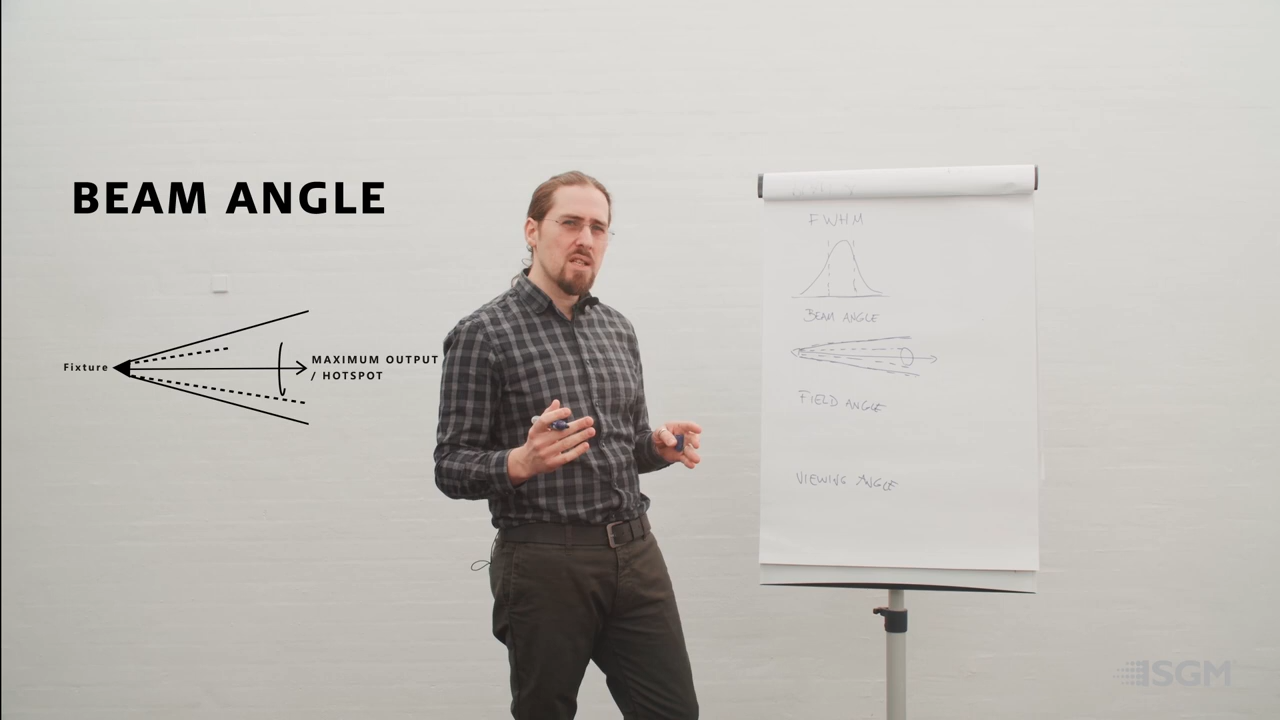 BEAM ANGLE
Fixture
MAXIMUM OUTPUT
/ HOTSPOT
FWHM
BEAM ANGLE
FIELD ANGLE
VIEWING ANGLE
SGM